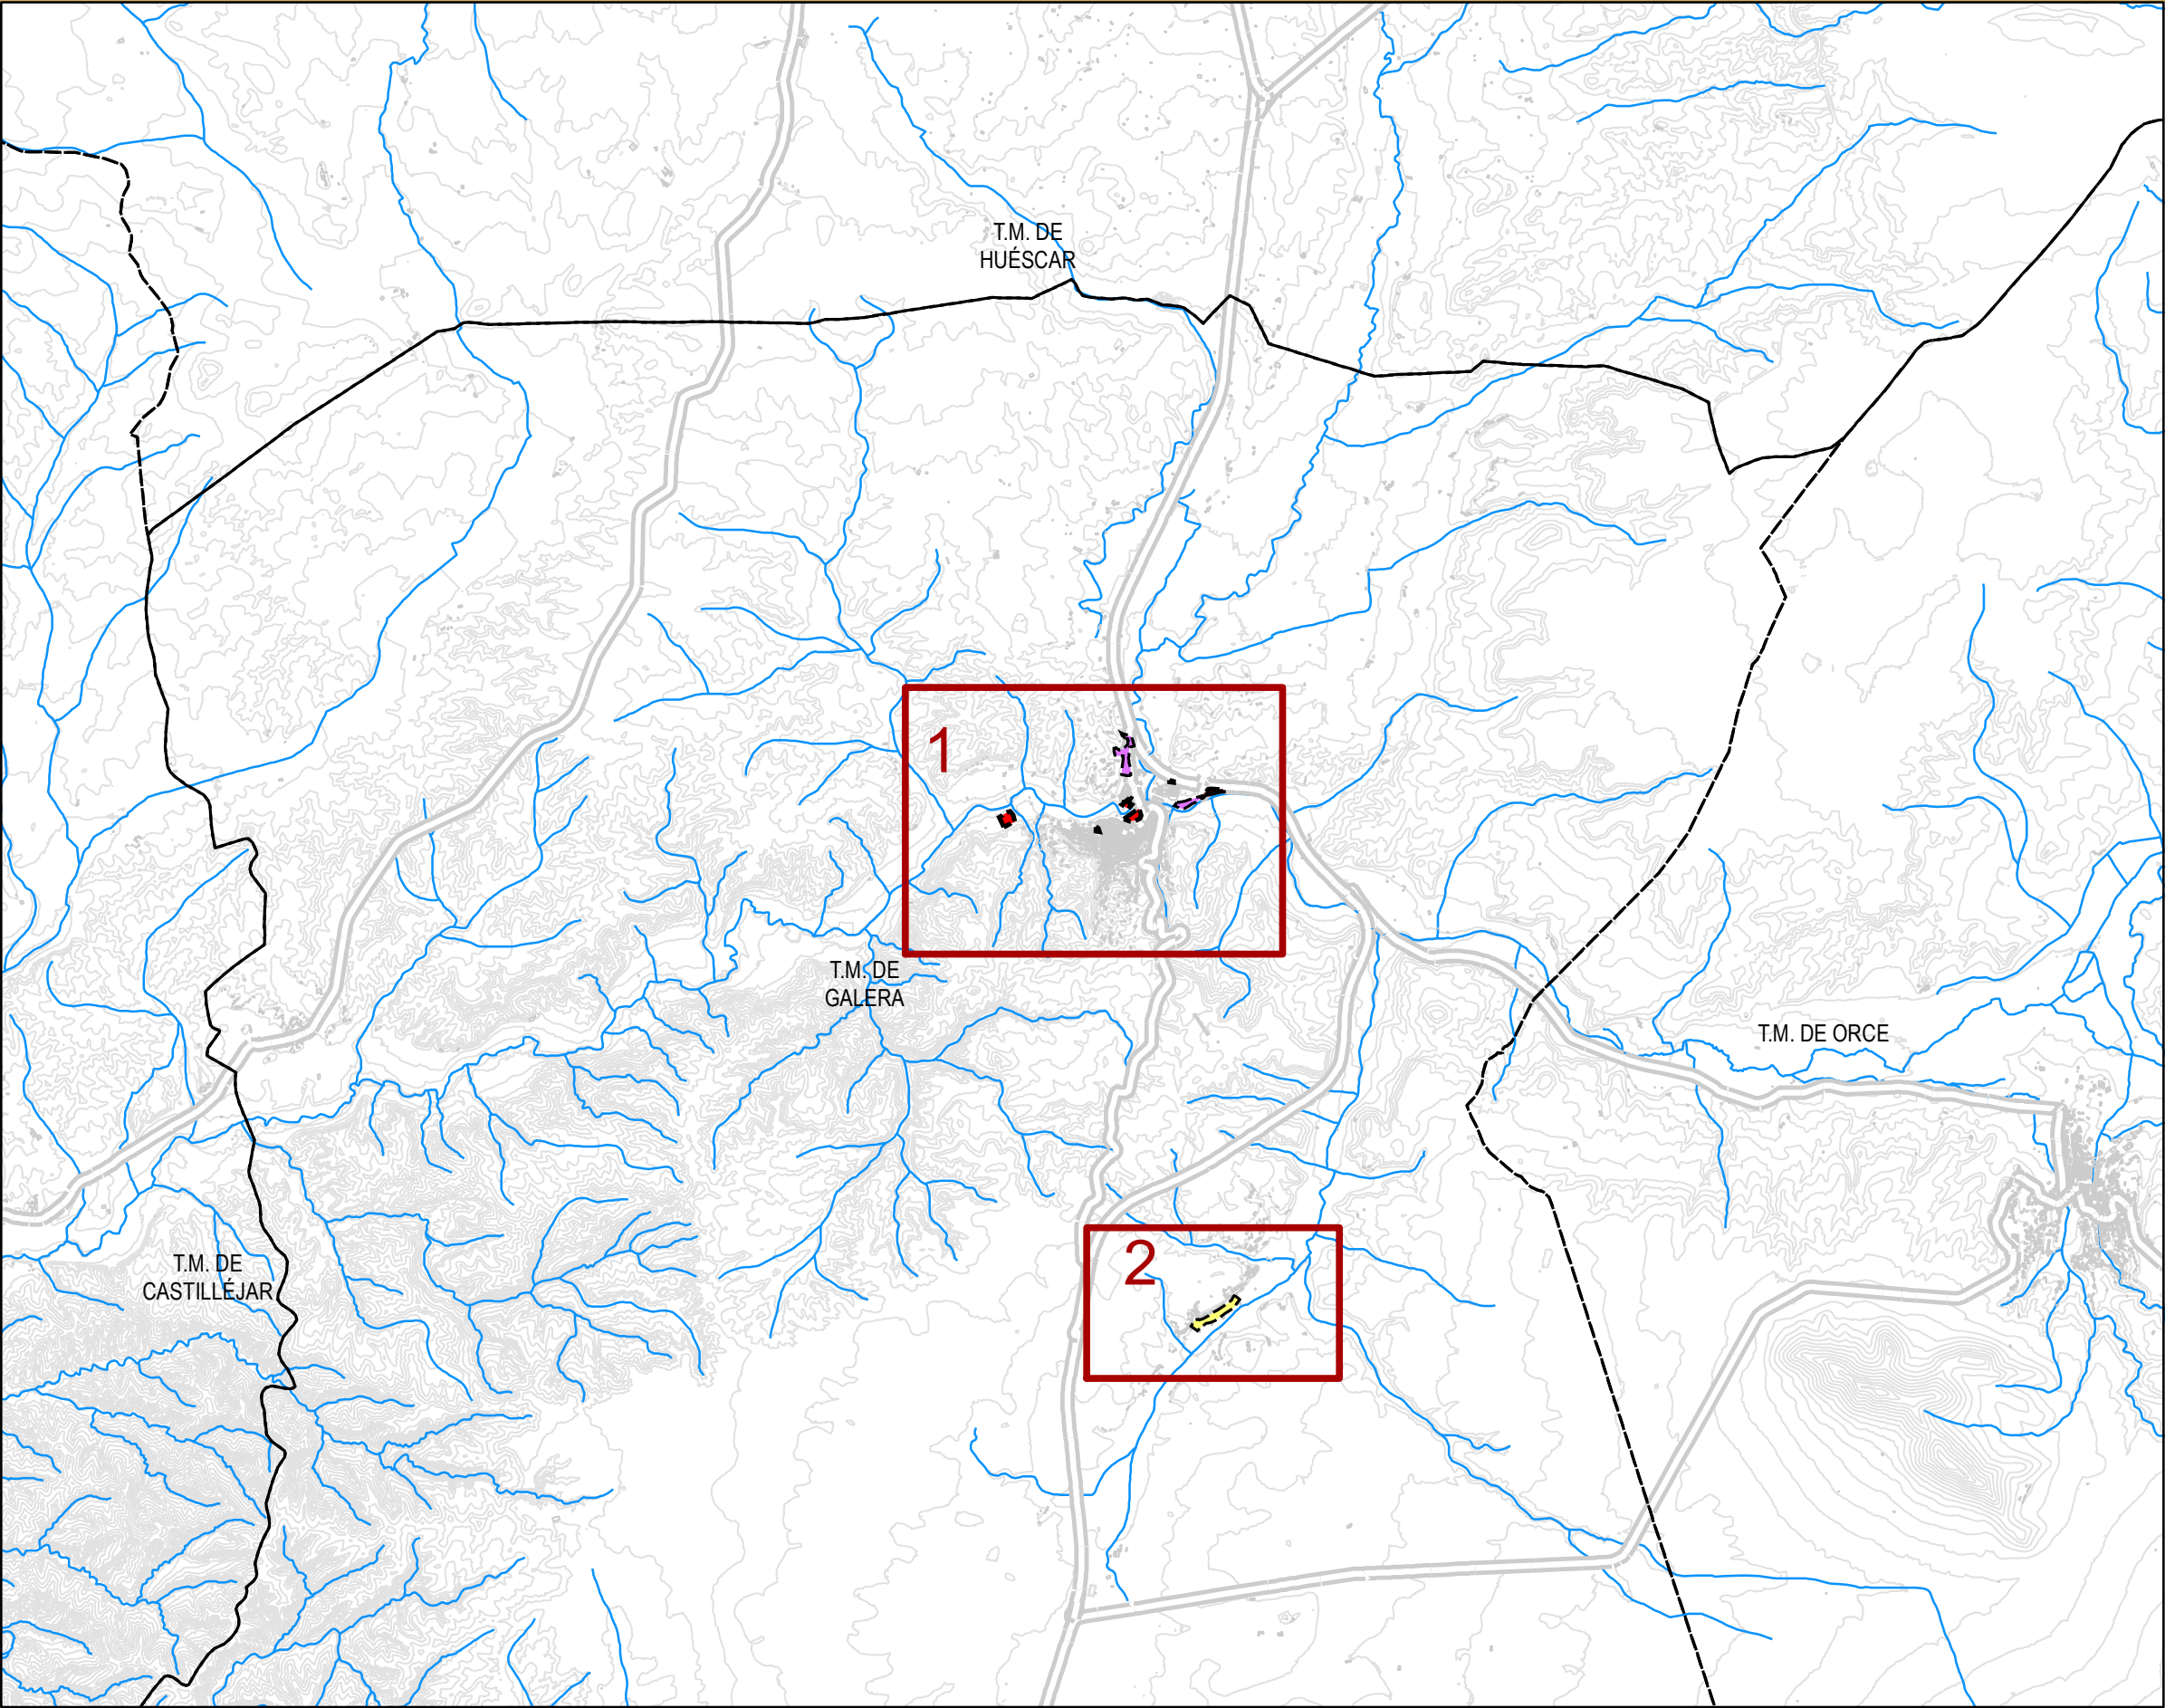 T.M. DE
HUÉSCAR
1
T.M. DE
GALERA
T.M. DE ORCE
2
T.M. DE
CASTILLÉJAR